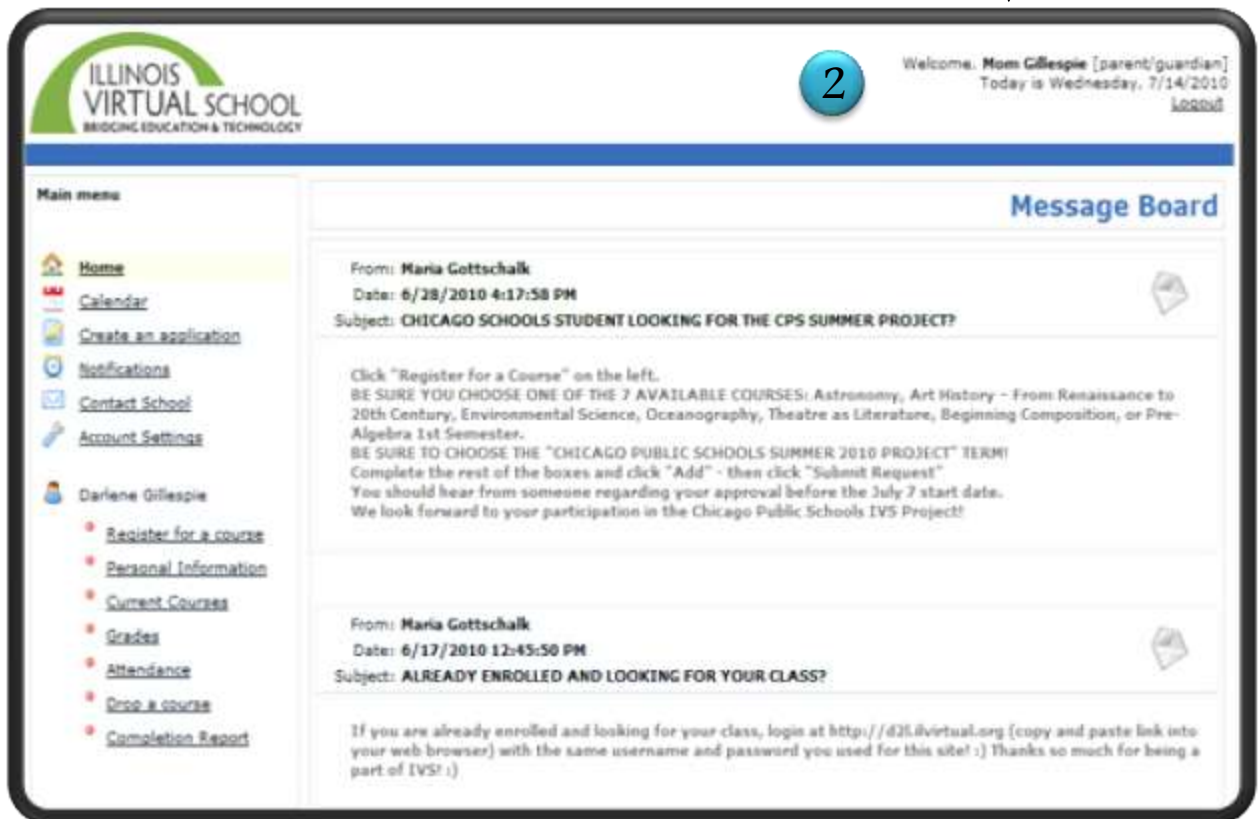 ILLINOIS
VIRTUAL SCHOOL
BRIDGING EDUCATION & TECHNOLOGY
2
Welcome, Mom Gillespie [parent/guardian]
Today is Wednesday, 7/14/2010
Logout
Main menu
Home
Calendar
Create an application
Notifications
Contact School
Account Settings
Darlene Gillespie
Register for a course
Personal Information
Current Courses
Grades
Attendance
Drop a course
Completion Report
Message Board
From: Maria Gottschalk
Date: 6/28/2010 4:17:58 PM
Subject: CHICAGO SCHOOLS STUDENT LOOKING FOR THE CPS SUMMER PROJECT?
Click "Register for a Course" on the left.
BE SURE YOU CHOOSE ONE OF THE 7 AVAILABLE COURSES: Astronomy, Art History - From Renaissance to
20th Century, Environmental Science, Oceanography, Theatre as Literature, Beginning Composition, or Pre-
Algebra 1st Semester.
BE SURE TO CHOOSE THE "CHICAGO PUBLIC SCHOOLS SUMMER 2010 PROJECT" TERM!
Complete the rest of the boxes and click "Add" - then click "Submit Request"
You should hear from someone regarding your approval before the July 7 start date.
We look forward to your participation in the Chicago Public Schools IVS Project!
From: Maria Gottschalk
Date: 6/17/2010 12:45:50 PM
Subject: ALREADY ENROLLED AND LOOKING FOR YOUR CLASS?
If you are already enrolled and looking for your class, login at http://d2l.ilvirtual.org (copy and paste link into
your web browser) with the same username and password you used for this site! :) Thanks so much for being a
part of IVS! :)